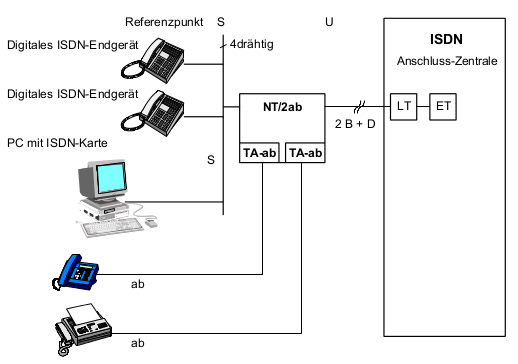 Referenzpunkt S U
Digitales ISDN-Endgerät
4drähtig
ISDN
Anschluss-Zentrale
Digitales ISDN-Endgerät
NT/2ab
LT
ET
2 B + D
PC mit ISDN-Karte
S
TA-ab
TA-ab
ab
ab